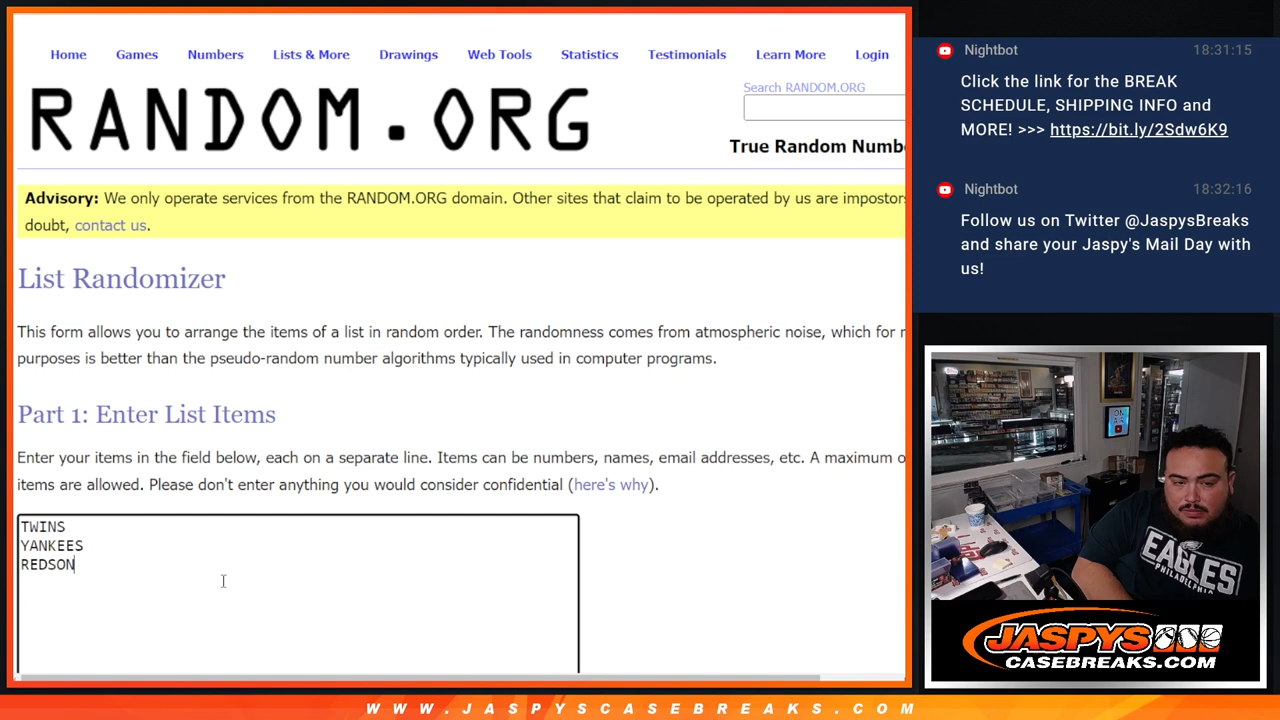 Home Games Numbers Lists & More Drawings Web Tools Statistics Testimonials Learn More Login
RANDOM.ORG
Search RANDOM.ORG
True Random Numbe
Advisory: We only operate services from the RANDOM.ORG domain. Other sites that claim to be operated by us are impostors
doubt, contact us.
List Randomizer
This form allows you to arrange the items of a list in random order. The randomness comes from atmospheric noise, which for
purposes is better than the pseudo-random number algorithms typically used in computer programs.
Part 1: Enter List Items
Enter your items in the field below, each on a separate line. Items can be numbers, names, email addresses, etc. A maximum o
items are allowed. Please don't enter anything you would consider confidential (here's why).
TWINS
YANKEES
REDSON
Nightbot 18:31:15
Click the link for the BREAK
SCHEDULE, SHIPPING INFO and
MORE! >>> https://bit.ly/2Sdw6K9
Nightbot 18:32:16
Follow us on Twitter @JaspysBreaks
and share your Jaspy's Mail Day with
us!
EAGLES
PHILADELPHIA
JASPYS
CASEBREAKS.COM
WWW.JASPYSCASEBREAKS.COM